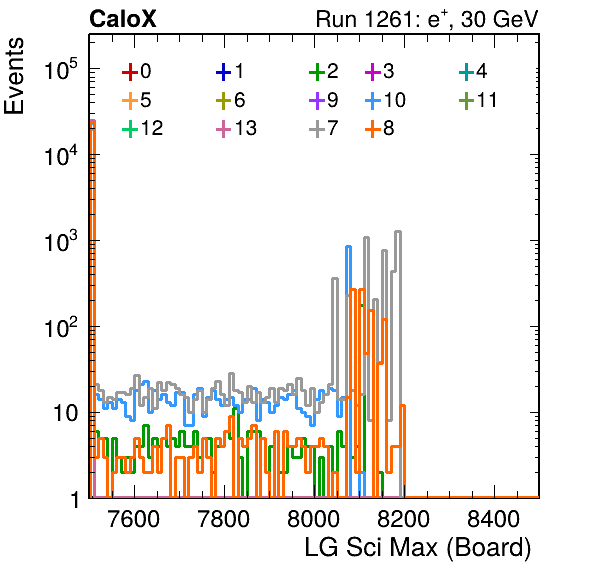 CaloX Run 1261: e⁺, 30 GeV
Events
10⁵
10⁴
10³
10²
10
1
0 1 2 3 4
5 6 9 10 11
12 13 7 8
7600 7800 8000 8200 8400
LG Sci Max (Board)